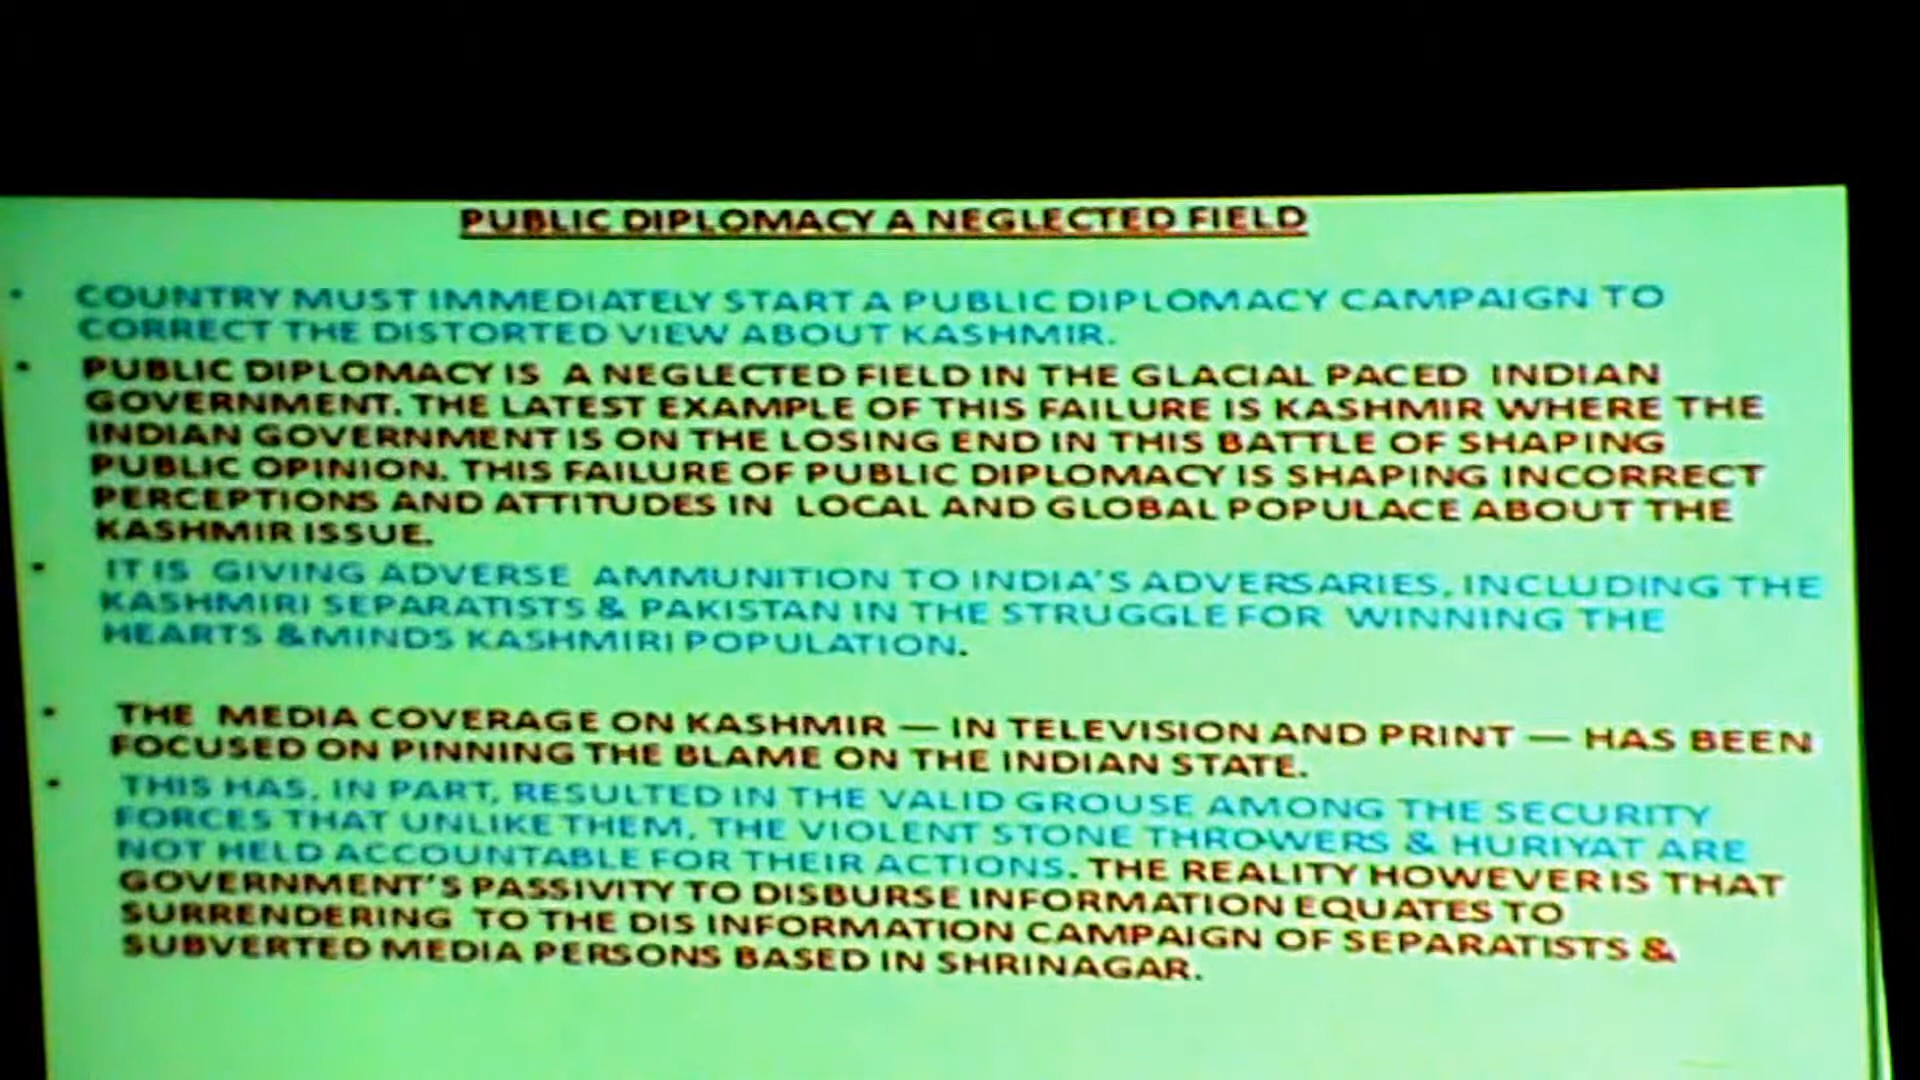 PUBLIC DIPLOMACY A NEGLECTED FIELD
• COUNTRY MUST IMMEDIATELY START A PUBLIC DIPLOMACY CAMPAIGN TO
CORRECT THE DISTORTED VIEW ABOUT KASHMIR.
• PUBLIC DIPLOMACY IS A NEGLECTED FIELD IN THE GLACIAL PACED INDIAN
GOVERNMENT. THE LATEST EXAMPLE OF THIS FAILURE IS KASHMIR WHERE THE
INDIAN GOVERNMENT IS ON THE LOSING END IN THIS BATTLE OF SHAPING
PUBLIC OPINION. THIS FAILURE OF PUBLIC DIPLOMACY IS SHAPING INCORRECT
PERCEPTIONS AND ATTITUDES IN LOCAL AND GLOBAL POPULACE ABOUT THE
KASHMIR ISSUE.
• IT IS GIVING ADVERSE AMMUNITION TO INDIA'S ADVERSARIES, INCLUDING THE
KASHMIRI SEPARATISTS & PAKISTAN IN THE STRUGGLE FOR WINNING THE
HEARTS &MINDS KASHMIRI POPULATION.
• THE MEDIA COVERAGE ON KASHMIR — IN TELEVISION AND PRINT — HAS BEEN
FOCUSED ON PINNING THE BLAME ON THE INDIAN STATE.
• THIS HAS, IN PART, RESULTED IN THE VALID GROUSE AMONG THE SECURITY
FORCES THAT UNLIKE THEM, THE VIOLENT STONE THROWERS & HURIYAT ARE
NOT HELD ACCOUNTABLE FOR THEIR ACTIONS. THE REALITY HOWEVER IS THAT
GOVERNMENT'S PASSIVITY TO DISBURSE INFORMATION EQUATES TO
SURRENDERING TO THE DIS INFORMATION CAMPAIGN OF SEPARATISTS &
SUBVERTED MEDIA PERSONS BASED IN SHRINAGAR.